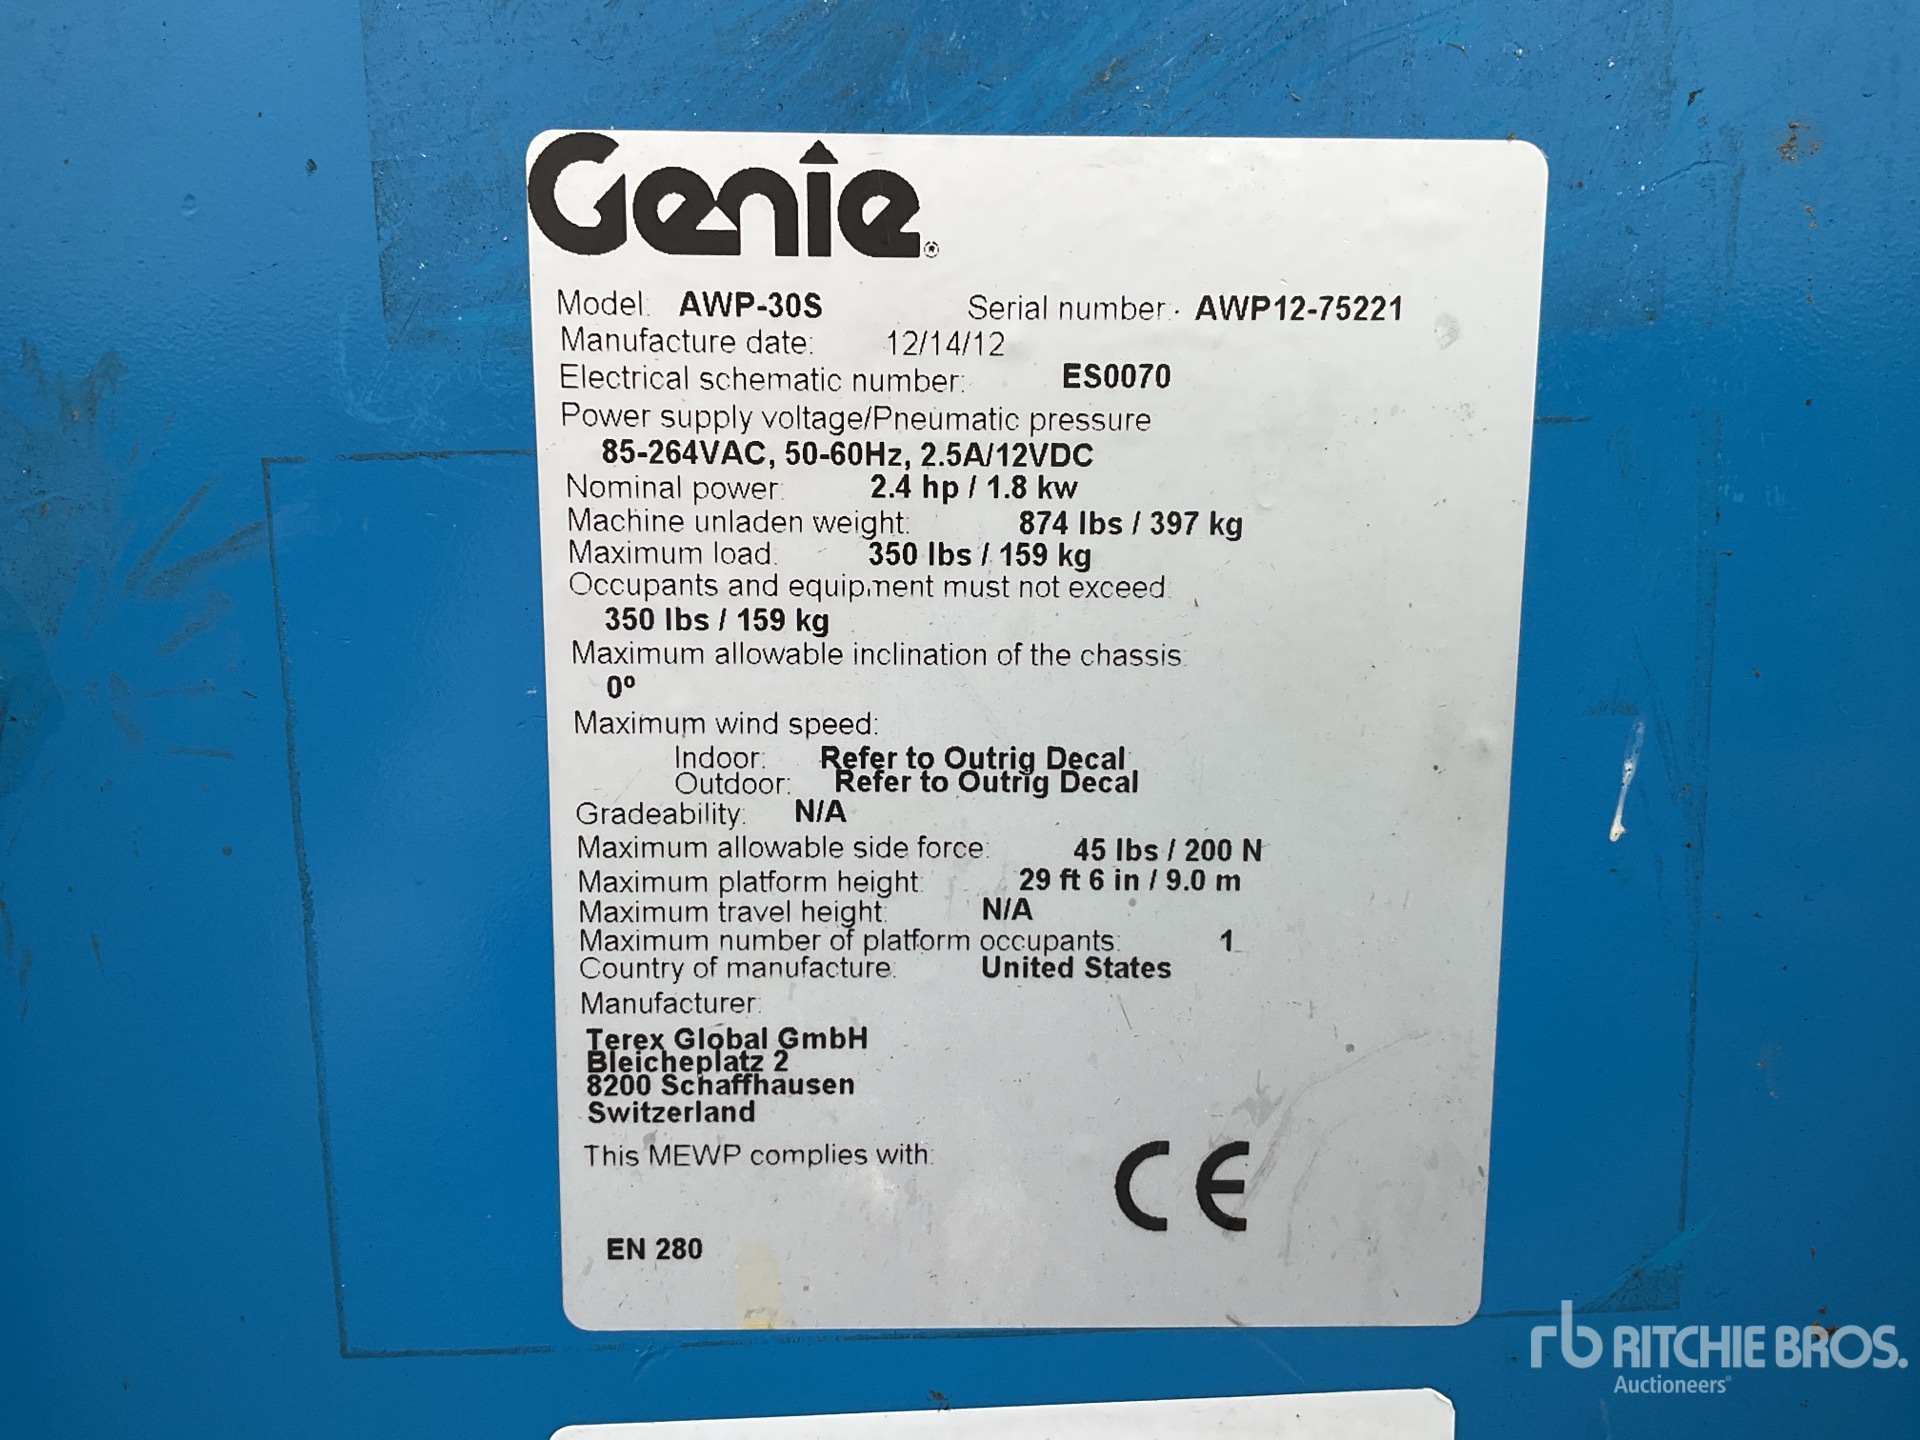 Genie®
Model: AWP-30S Serial number: AWP12-75221
Manufacture date: 12/14/12
Electrical schematic number: ES0070
Power supply voltage/Pneumatic pressure
85-264VAC, 50-60Hz, 2.5A/12VDC
Nominal power: 2.4 hp / 1.8 kw
Machine unladen weight: 874 lbs / 397 kg
Maximum load: 350 lbs / 159 kg
Occupants and equipment must not exceed:
350 lbs / 159 kg
Maximum allowable inclination of the chassis:
0º
Maximum wind speed:
Indoor: Refer to Outrig Decal
Outdoor: Refer to Outrig Decal
Gradeability: N/A
Maximum allowable side force: 45 lbs / 200 N
Maximum platform height: 29 ft 6 in / 9.0 m
Maximum travel height: N/A
Maximum number of platform occupants: 1
Country of manufacture: United States
Manufacturer:
Terex Global GmbH
Bleicheplatz 2
8200 Schaffhausen
Switzerland
This MEWP complies with:
CE
EN 280
rb RITCHIE BROS.
Auctioneers®